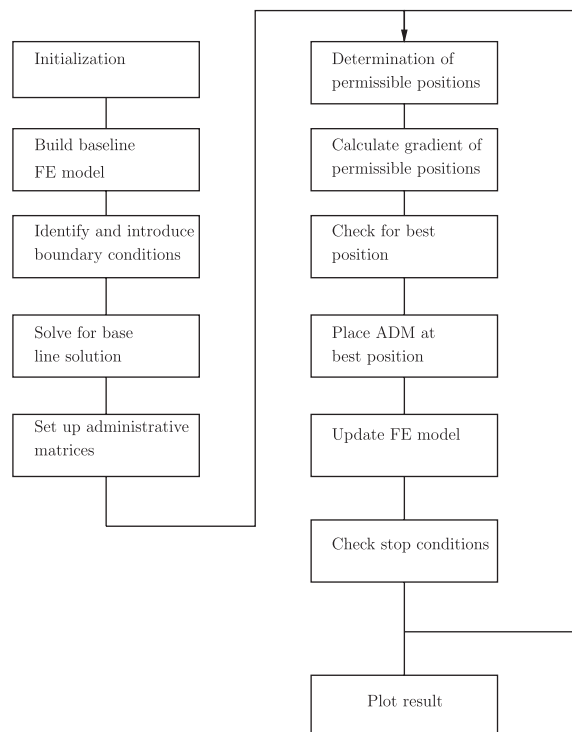 Initialization
Build baseline
FE model
Identify and introduce
boundary conditions
Solve for base
line solution
Set up administrative
matrices
Determination of
permissible positions
Calculate gradient of
permissible positions
Check for best
position
Place ADM at
best position
Update FE model
Check stop conditions
Plot result